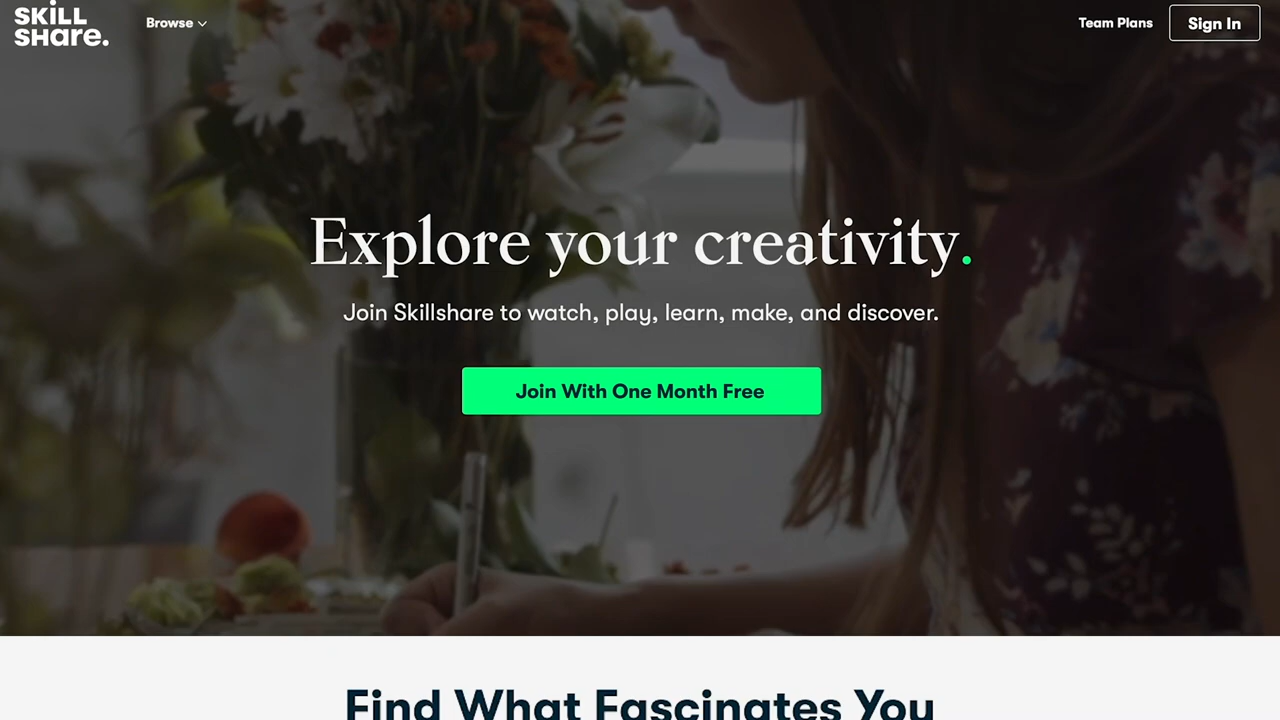 SKILL
SHare.
Browse
Team Plans
Sign In
Explore your creativity.
Join Skillshare to watch, play, learn, make, and discover.
Join With One Month Free
Find What Fascinates You